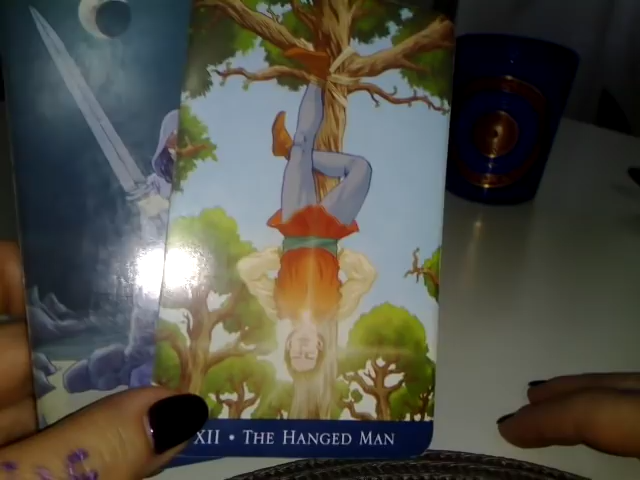 XII • THE HANGED MAN